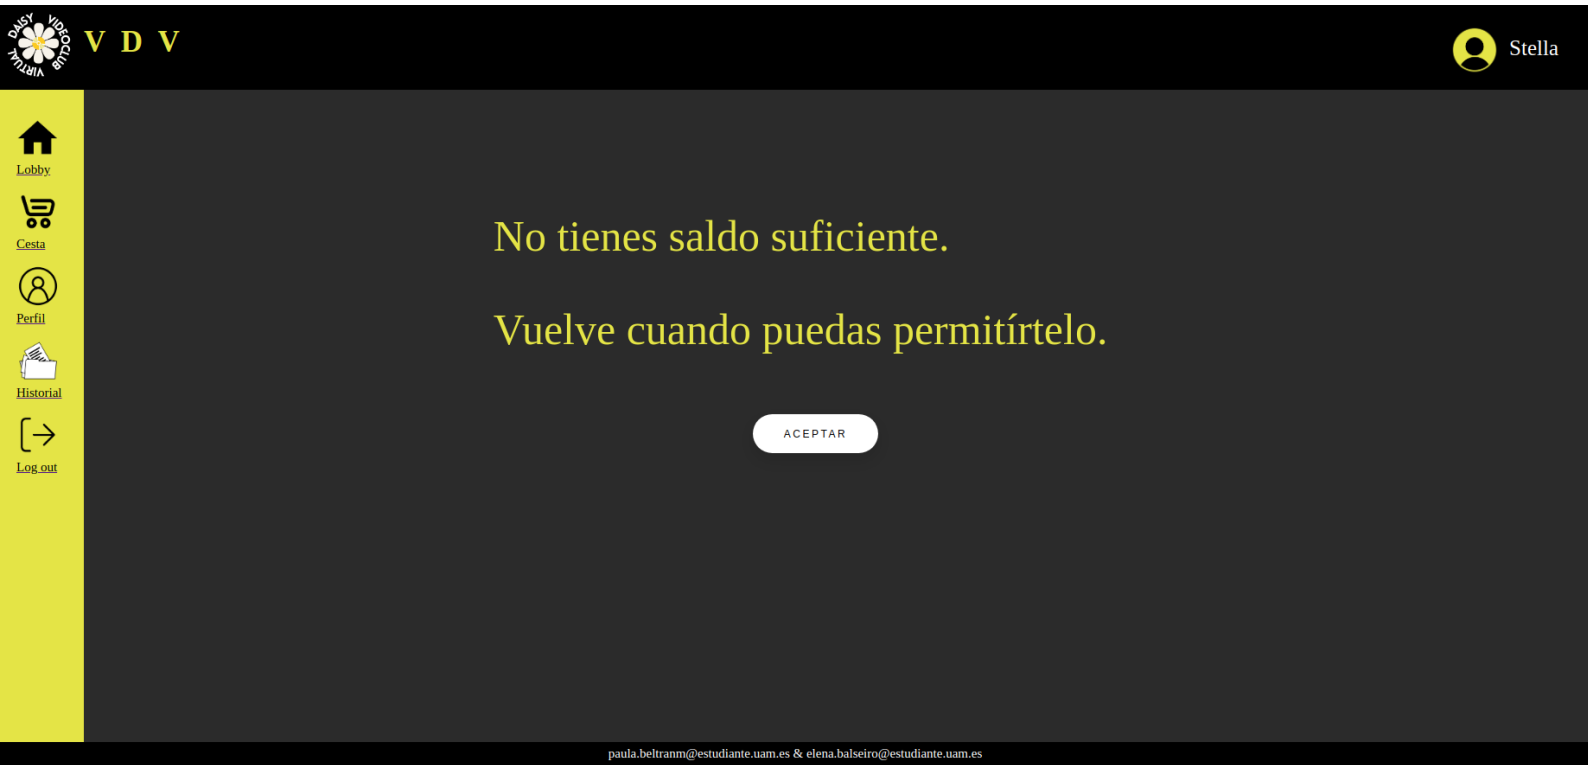 DAISY VIDEOCLUB VIRTUAL
V D V
Stella
Lobby
Cesta
Perfil
Historial
Log out
No tienes saldo suficiente.
Vuelve cuando puedas permitírtelo.
ACEPTAR
paula.beltranm@estudiante.uam.es & elena.balseiro@estudiante.uam.es